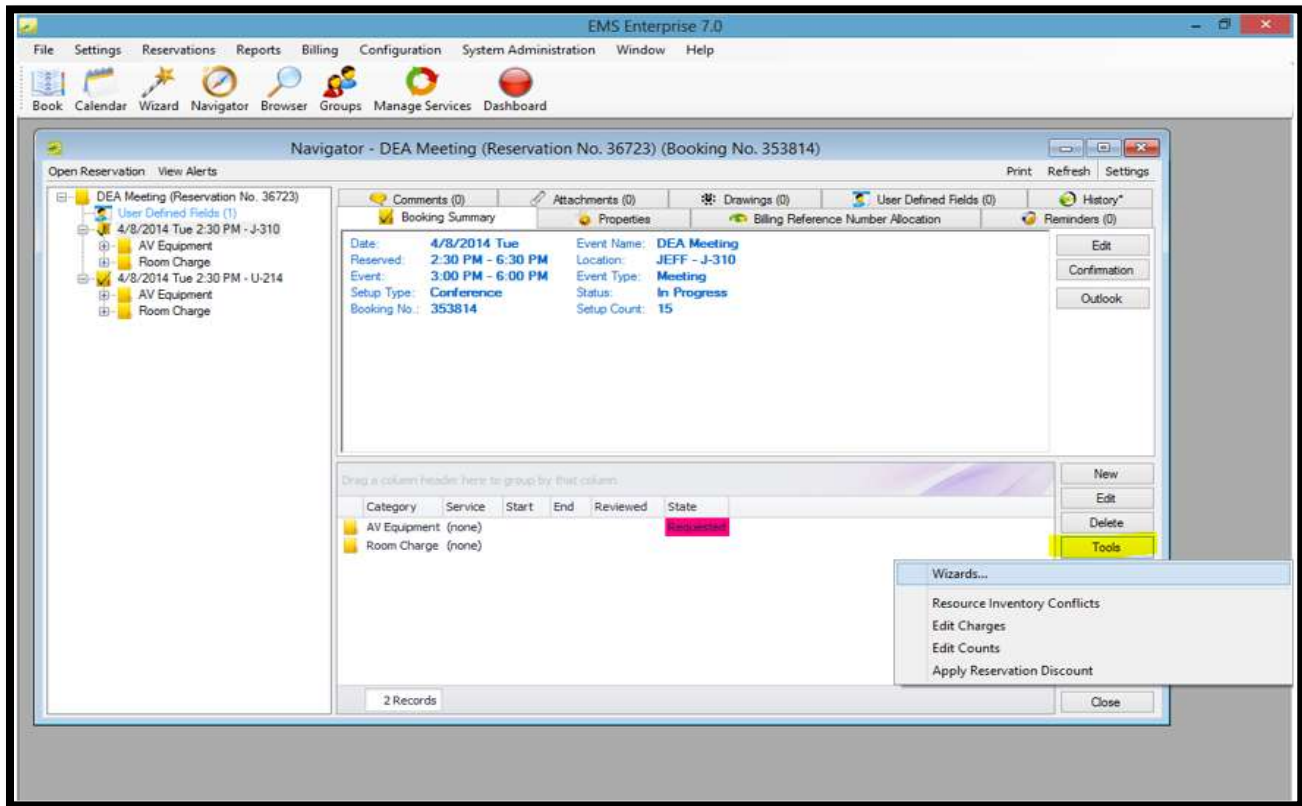 EMS Enterprise 7.0
File Settings Reservations Reports Billing Configuration System Administration Window Help
Book Calendar Wizard Navigator Browser Groups Manage Services Dashboard
Navigator - DEA Meeting (Reservation No. 36723) (Booking No. 353814)
Open Reservation View Alerts Print Refresh Settings
DEA Meeting (Reservation No. 36723)
User Defined Fields (1)
4/8/2014 Tue 2:30 PM - J-310
AV Equipment
Room Charge
4/8/2014 Tue 2:30 PM - U-214
AV Equipment
Room Charge
Comments (0) Attachments (0) Drawings (0) User Defined Fields (0) History*
Booking Summary Properties Billing Reference Number Allocation Reminders (0)
Date: 4/8/2014 Tue Event Name: DEA Meeting
Reserved: 2:30 PM - 6:30 PM Location: JEFF - J-310
Event: 3:00 PM - 6:00 PM Event Type: Meeting
Setup Type: Conference Status: In Progress
Booking No.: 353814 Setup Count: 15
Edit
Confirmation
Outlook
Drag a column header here to group by that column
Category Service Start End Reviewed State
AV Equipment (none) Requested
Room Charge (none)
New
Edit
Delete
Tools
Wizards...
Resource Inventory Conflicts
Edit Charges
Edit Counts
Apply Reservation Discount
2 Records
Close